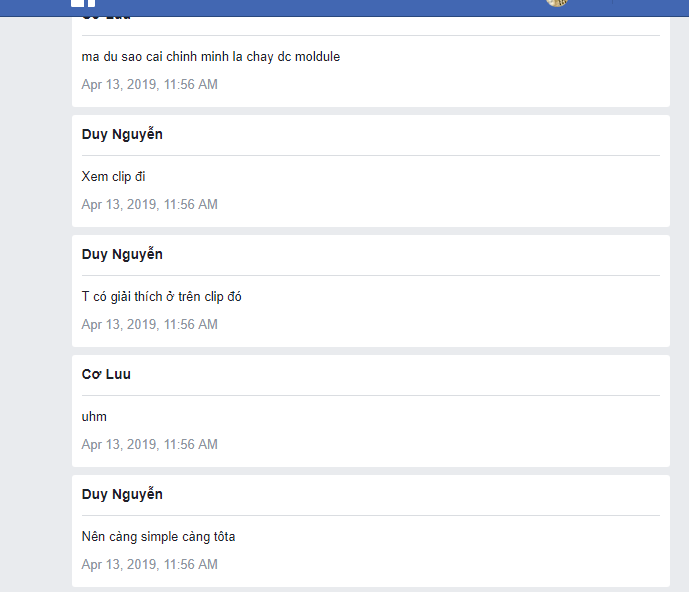 ma du sao cai chinh minh la chay dc moldule
Apr 13, 2019, 11:56 AM
Duy Nguyễn
Xem clip đi
Apr 13, 2019, 11:56 AM
Duy Nguyễn
T có giải thích ở trên clip đó
Apr 13, 2019, 11:56 AM
Cơ Luu
uhm
Apr 13, 2019, 11:56 AM
Duy Nguyễn
Nên càng simple càng tôta
Apr 13, 2019, 11:56 AM